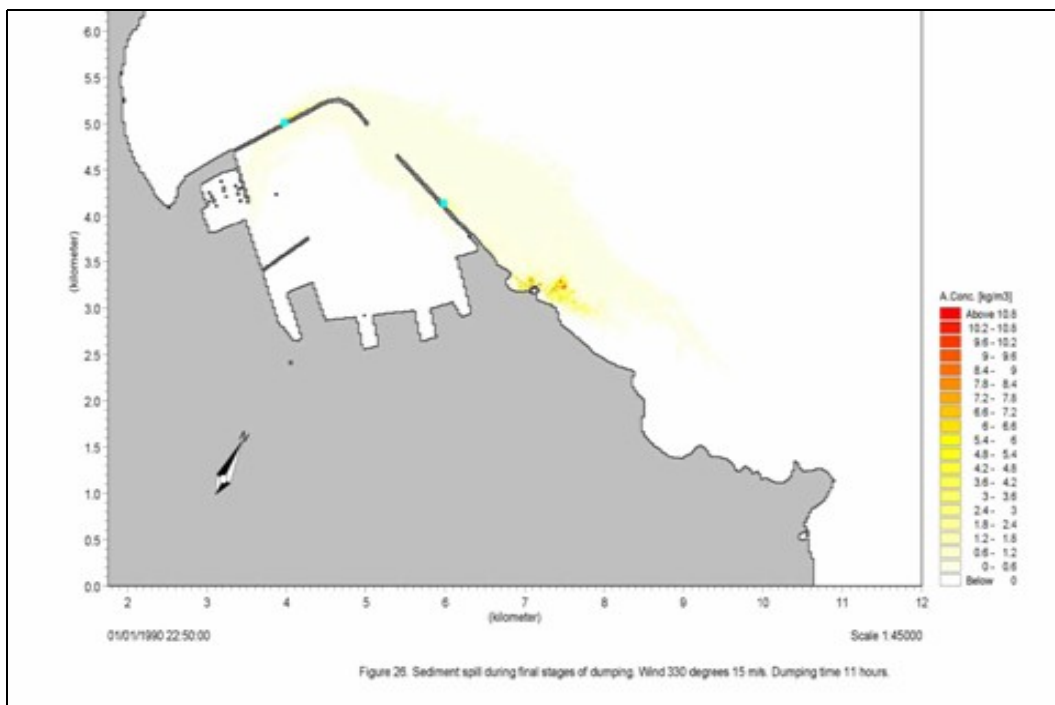 6.0
5.5
5.0
4.5
4.0
3.5
3.0
2.5
2.0
1.5
1.0
0.5
0.0
(kilometer)
N
2 3 4 5 6 7 8 9 10 11 12
(kilometer)
A.Conc. [kg/m3]
Above 10.8
10.2 - 10.8
9.6 - 10.2
9 - 9.6
8.4 - 9
7.8 - 8.4
7.2 - 7.8
6.6 - 7.2
6 - 6.6
5.4 - 6
4.8 - 5.4
4.2 - 4.8
3.6 - 4.2
3 - 3.6
2.4 - 3
1.8 - 2.4
1.2 - 1.8
0.6 - 1.2
0 - 0.6
Below 0
01/01/1990 22:50:00
Scale 1:45000
Figure 26. Sediment spill during final stages of dumping. Wind 330 degrees 15 m/s. Dumping time 11 hours.